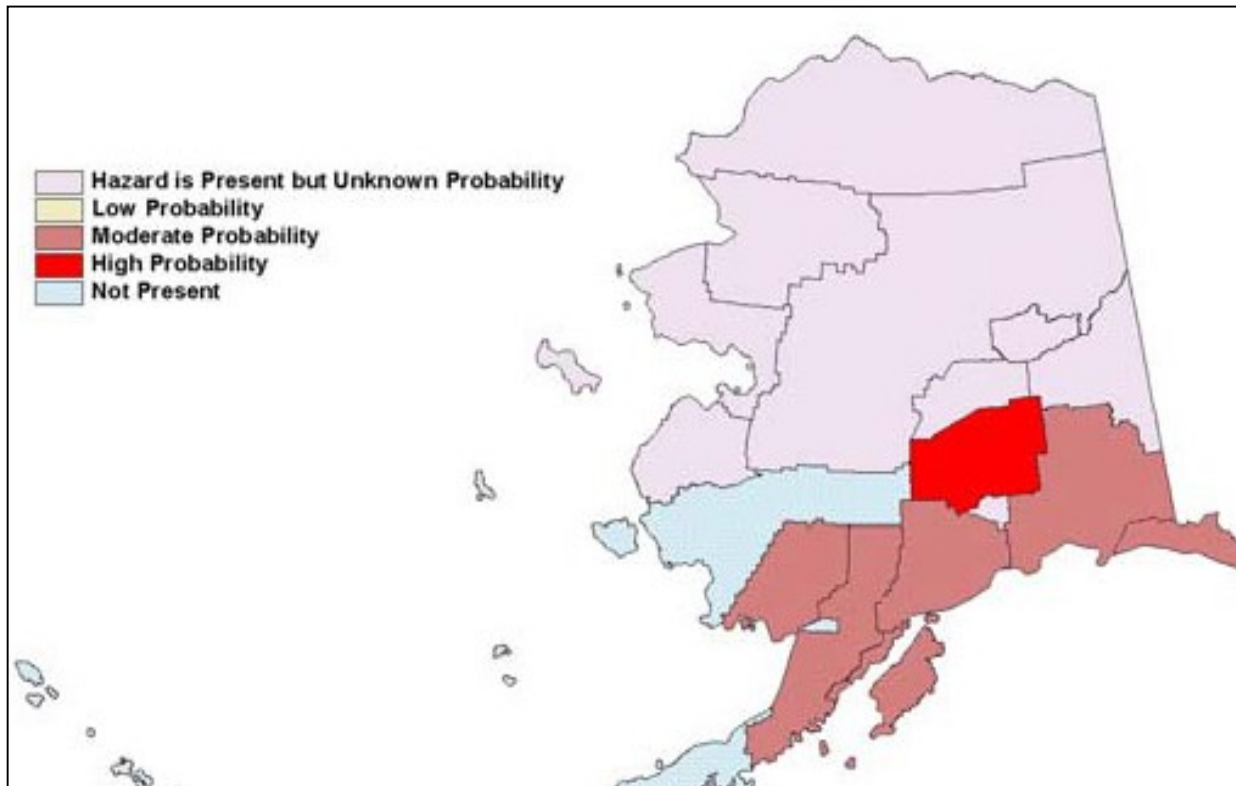 Hazard is Present but Unknown Probability
Low Probability
Moderate Probability
High Probability
Not Present